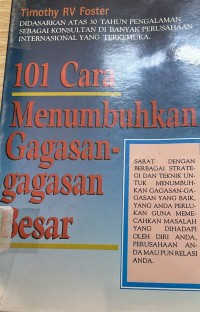 Timothy RV Foster
DIDASARKAN ATAS 30 TAHUN PENGALAMAN
SEBAGAI KONSULTAN DI BANYAK PERUSAHAAN
INTERNASIONAL YANG TERKEMUKA.
101 Cara
Menumbuhkan
Gagasan-
gagasan
Besar
SARAT DENGAN
BERBAGAI STRATE-
GI DAN TEKNIK UN-
TUK MENUMBUH-
KAN GAGASAN-GA-
GASAN YANG BAIK,
YANG ANDA PERLU-
KAN GUNA MEME-
CAHKAN MASALAH
YANG DIHADAPI
OLEH DIRI ANDA,
PERUSAHAAN AN-
DA MAUPUN RELASI
ANDA.